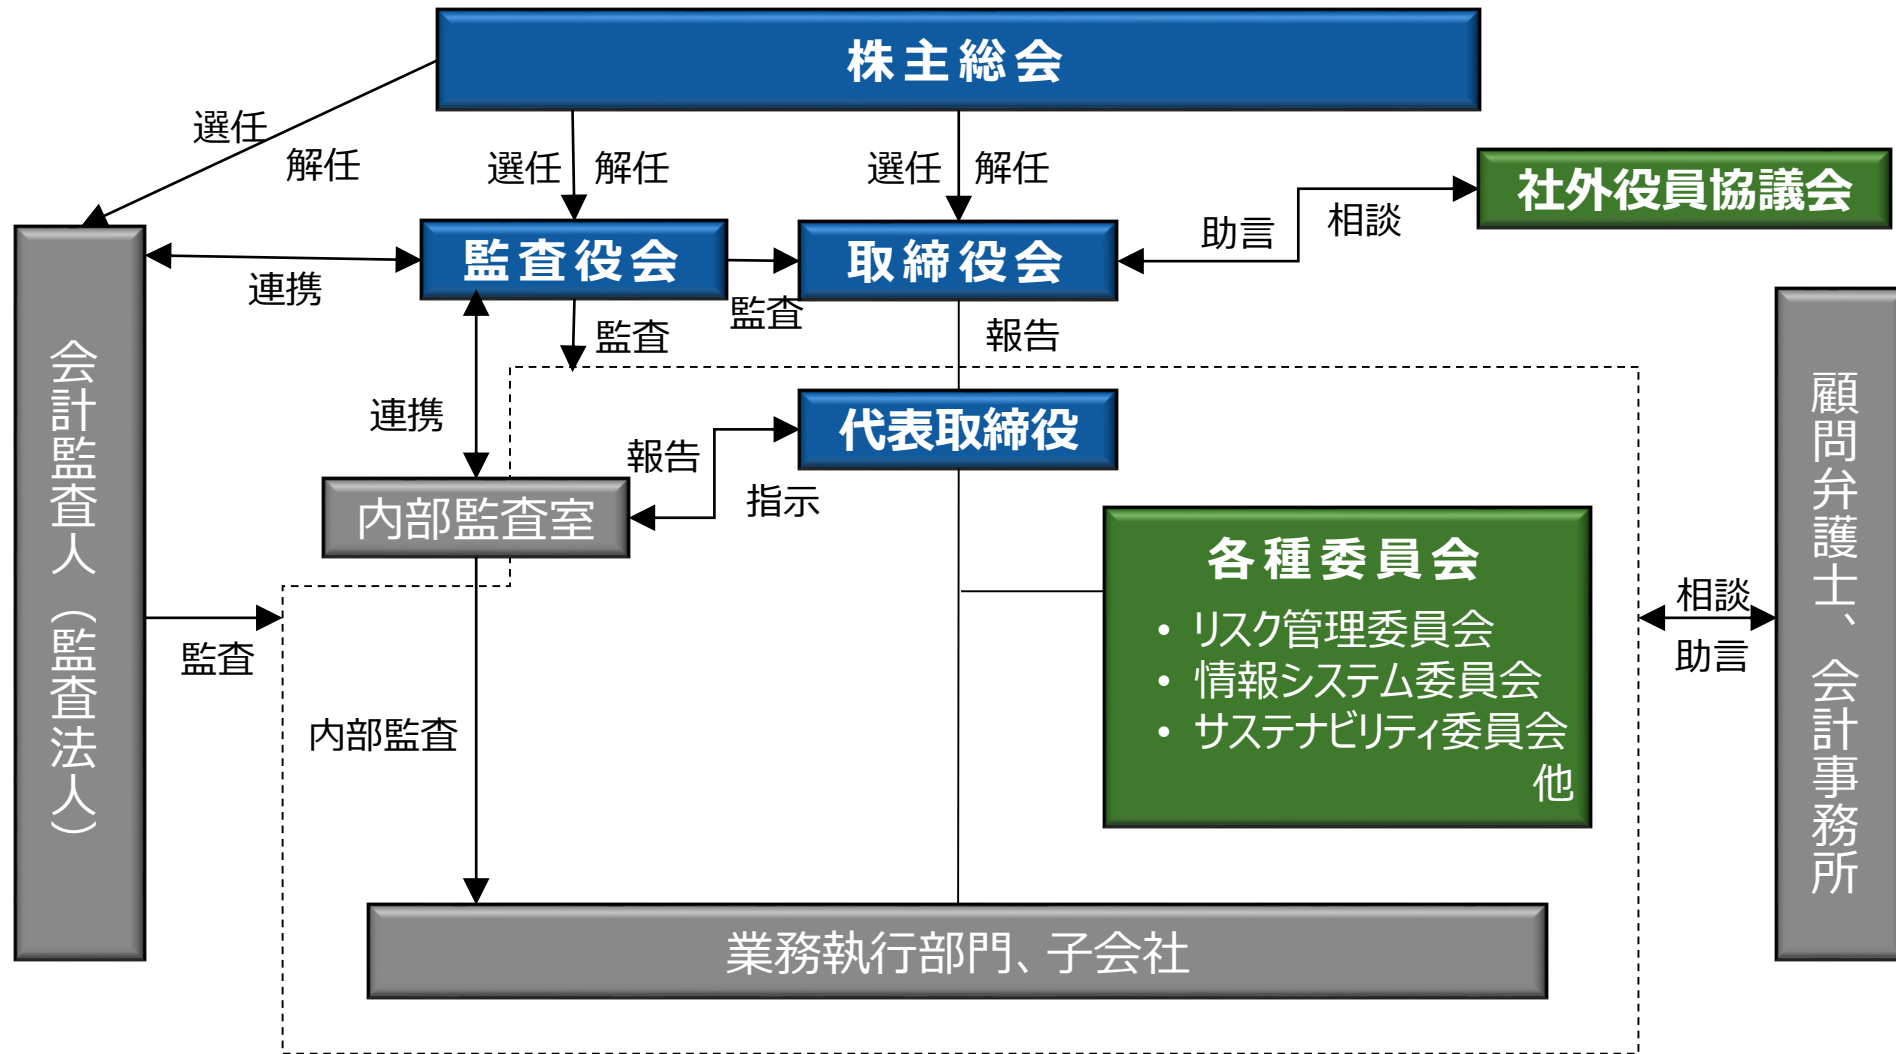 株主総会
選任
解任
選任
解任
選任
解任
社外役員協議会
助言
相談
監査役会
取締役会
連携
監査
監査
報告
会計監査人（監査法人）
顧問弁護士、会計事務所
連携
代表取締役
報告
指示
内部監査室
各種委員会
• リスク管理委員会
• 情報システム委員会
• サステナビリティ委員会
他
相談
助言
監査
内部監査
業務執行部門、子会社